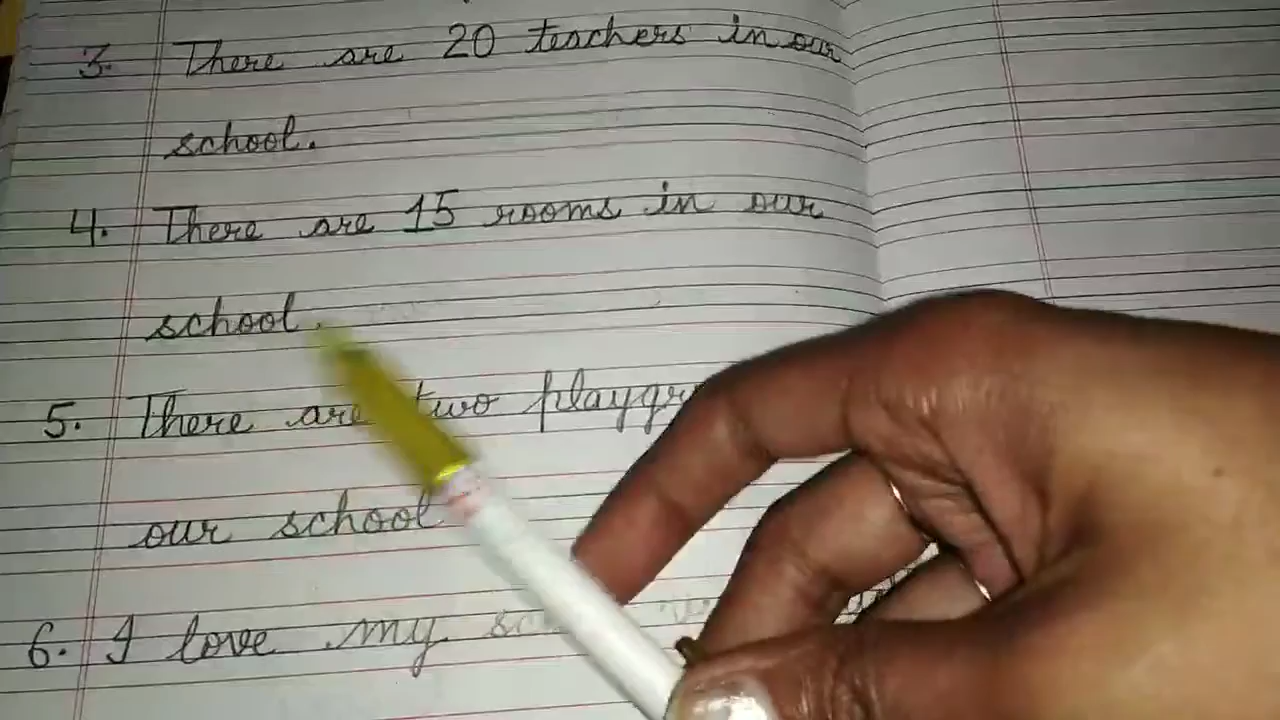 3. There are 20 teachers in our
school.
4. There are 15 rooms in our
school.
5. There are two
our school
6. I love my